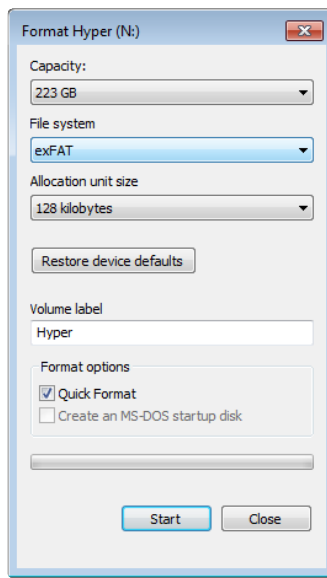 Format Hyper (N:)
Capacity:
223 GB
File system
exFAT
Allocation unit size
128 kilobytes
Restore device defaults
Volume label
Hyper
Format options
Quick Format
Create an MS-DOS startup disk
Start Close